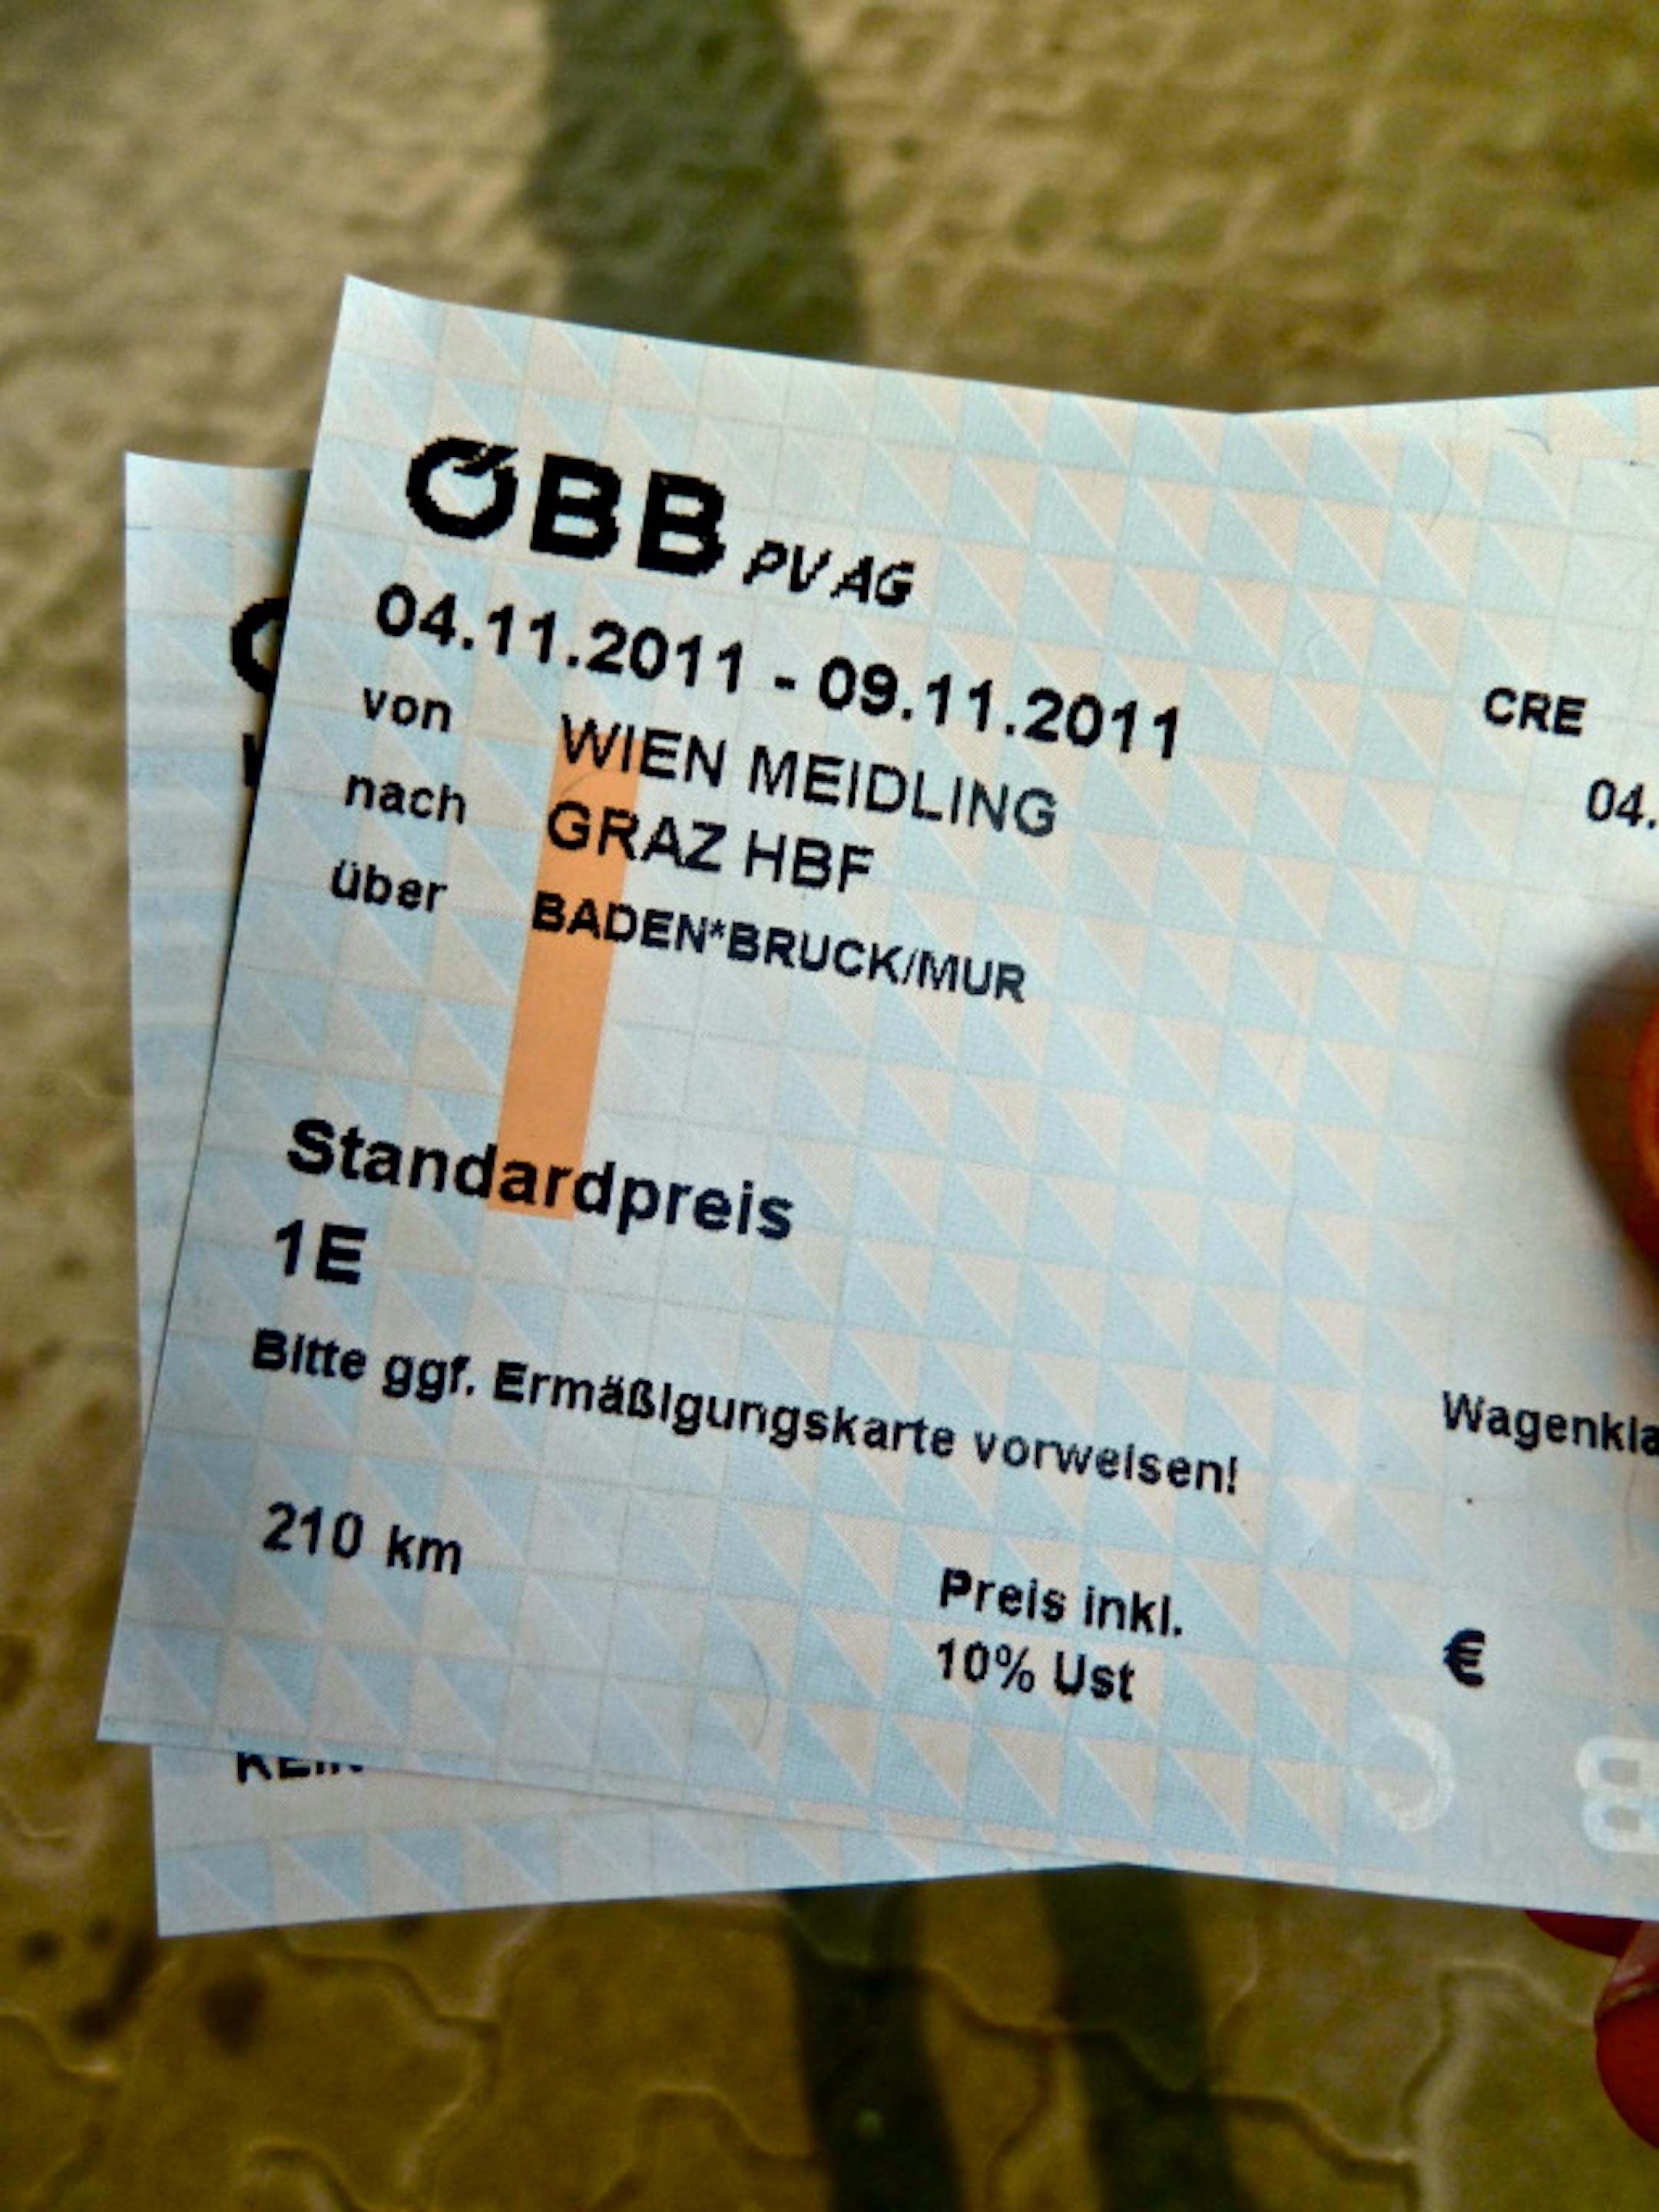 ÖBB PV AG
04.11.2011 - 09.11.2011
CRE
von WIEN MEIDLING
04.
nach GRAZ HBF
über BADEN*BRUCK/MUR
Standardpreis
1E
Bitte ggf. Ermäßigungskarte vorweisen!
Wagenkla
210 km
Preis inkl.
10% Ust €
B